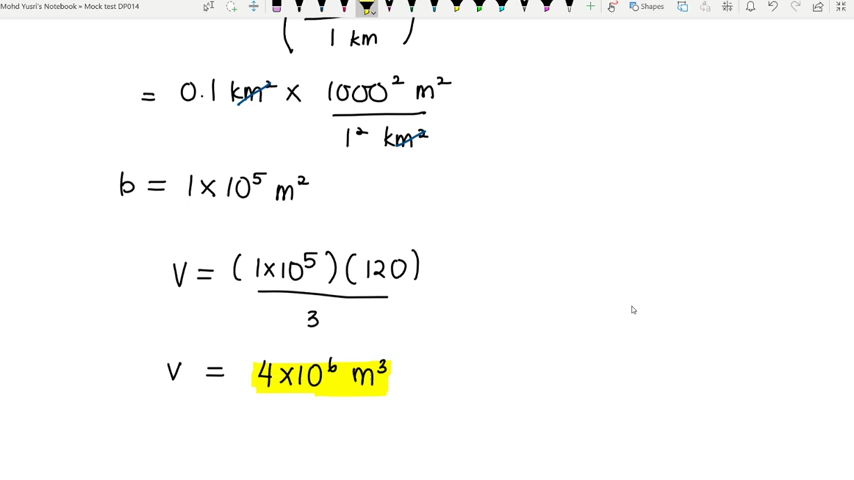 Mohd Yusri's Notebook » Mock test DP014
Shapes
( 1 km )
= 0.1 km² × 1000² m² / 1² km²
b = 1 × 10⁵ m²
V = (1×10⁵)(120) / 3
V = 4×10⁶ m³